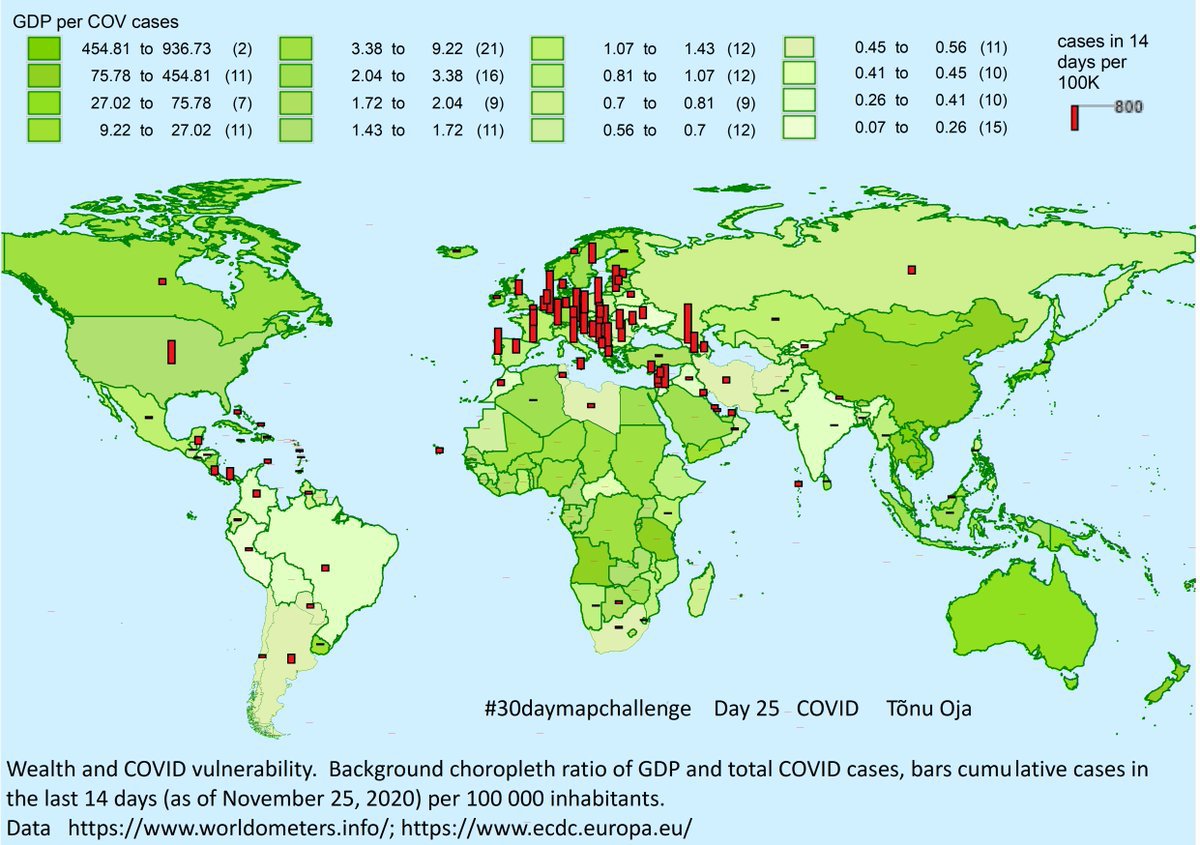 GDP per COV cases
454.81 to 936.73 (2)
75.78 to 454.81 (11)
27.02 to 75.78 (7)
9.22 to 27.02 (11)
3.38 to 9.22 (21)
2.04 to 3.38 (16)
1.72 to 2.04 (9)
1.43 to 1.72 (11)
1.07 to 1.43 (12)
0.81 to 1.07 (12)
0.7 to 0.81 (9)
0.56 to 0.7 (12)
0.45 to 0.56 (11)
0.41 to 0.45 (10)
0.26 to 0.41 (10)
0.07 to 0.26 (15)
cases in 14
days per
100K
800
#30daymapchallenge Day 25 COVID Tõnu Oja
Wealth and COVID vulnerability. Background choropleth ratio of GDP and total COVID cases, bars cumulative cases in
the last 14 days (as of November 25, 2020) per 100 000 inhabitants.
Data https://www.worldometers.info/; https://www.ecdc.europa.eu/